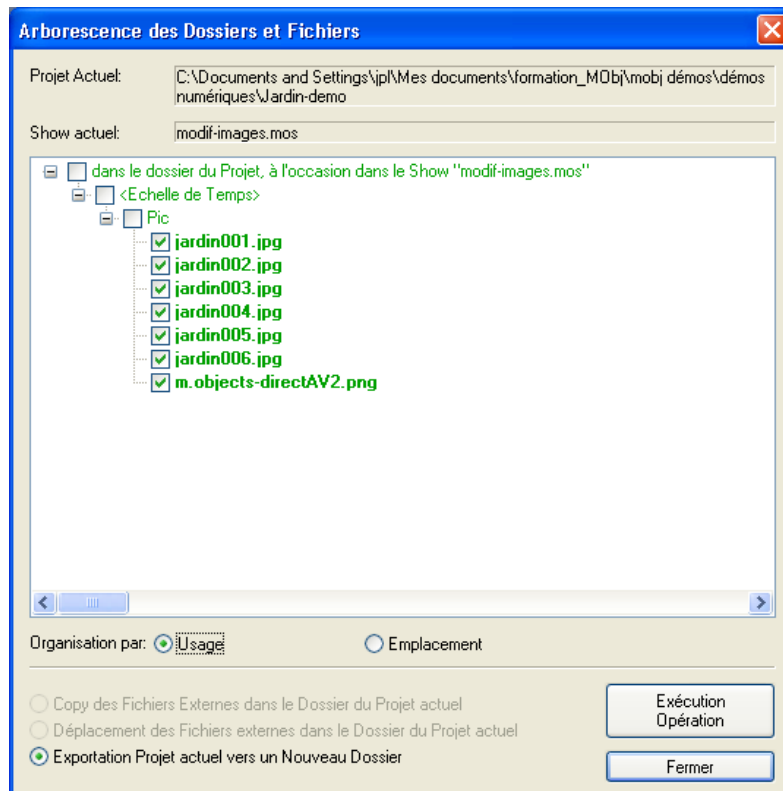 Arborescence des Dossiers et Fichiers
Projet Actuel:
C:\Documents and Settings\jpl\Mes documents\formation_MObj\mobj démos\démos
numériques\Jardin-demo
Show actuel:
modif-images.mos
dans le dossier du Projet, à l'occasion dans le Show "modif-images.mos"
<Echelle de Temps>
Pic
jardin001.jpg
jardin002.jpg
jardin003.jpg
jardin004.jpg
jardin005.jpg
jardin006.jpg
m.objects-directAV2.png
Organisation par:
Usage
Emplacement
Copy des Fichiers Externes dans le Dossier du Projet actuel
Déplacement des Fichiers externes dans le Dossier du Projet actuel
Exportation Projet actuel vers un Nouveau Dossier
Exécution
Opération
Fermer